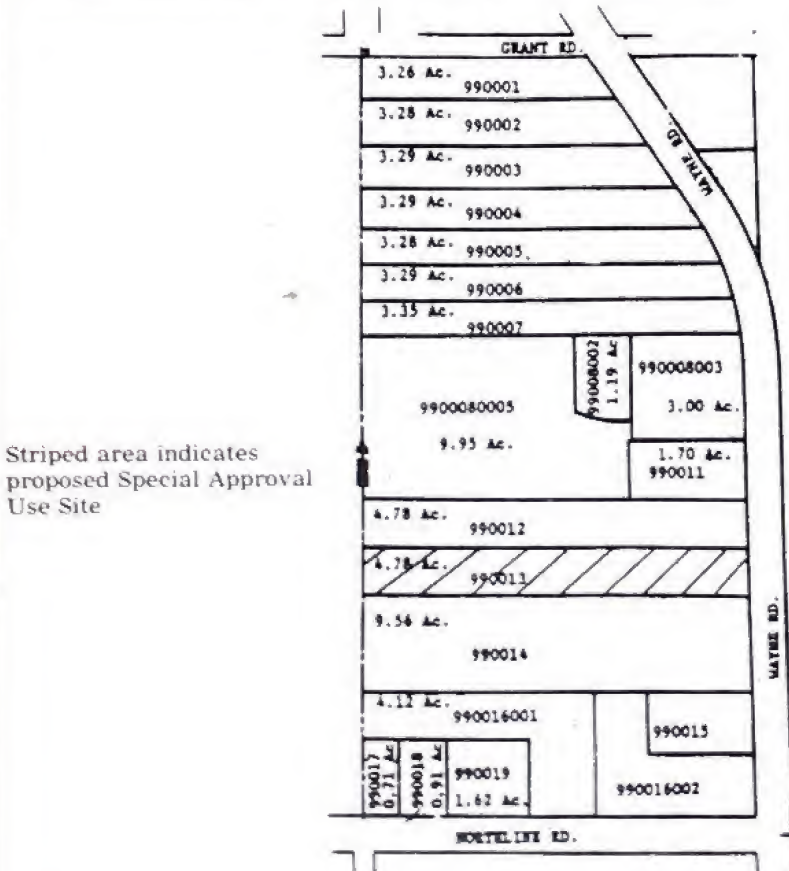 GRANT RD.
3.26 Ac.
990001
3.28 Ac.
990002
3.29 Ac.
990003
3.29 Ac.
990004
3.28 Ac.
990005.
3.29 Ac.
990006
3.35 Ac.
990007
WAYNE RD.
990008002
1.19 Ac
990008003
3.00 Ac.
9900080005
9.95 Ac.
1.70 Ac.
990011
Striped area indicates
proposed Special Approval
Use Site
4.78 Ac.
990012
4.78 Ac.
990013
9.56 Ac.
990014
WAYNE RD.
4.12 Ac.
990016001
990015
990017
0.71 Ac
990018
0.91 Ac
990019
1.62 Ac.
990016002
NORTHLINE RD.